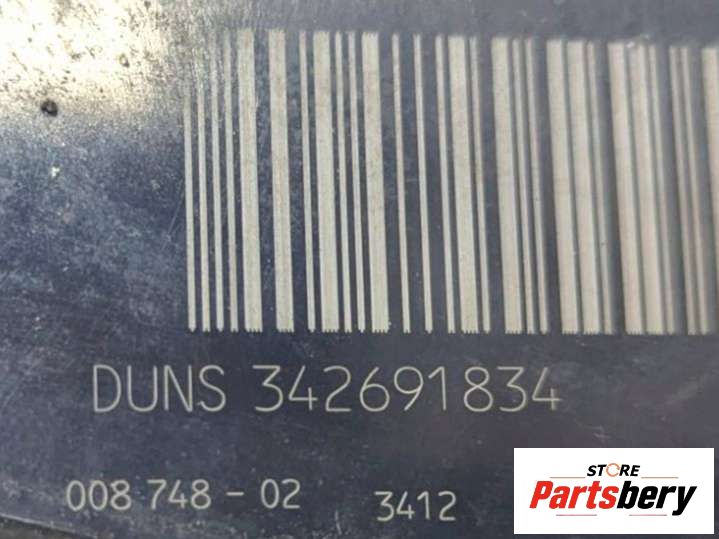 DUNS 342691834
008 748 - 02 3412
STORE
Partsbery